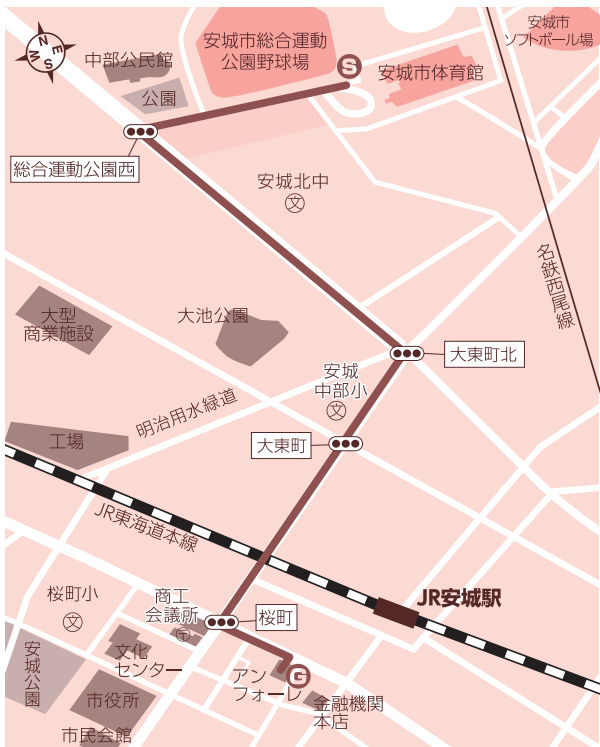 N
E
W
S
中部公民館
公園
安城市総合運動
公園野球場
S
安城市体育館
安城市
ソフトボール場
総合運動公園西
安城北中
文
名鉄西尾線
大型
商業施設
大池公園
大東町北
安城
中部小
文
明治用水緑道
大東町
工場
JR東海道本線
JR安城駅
桜町小
文
商工
会議所
桜町
安城公園
文化
センター
アン
フォーレ
G
市役所
金融機関
本店
市民会館